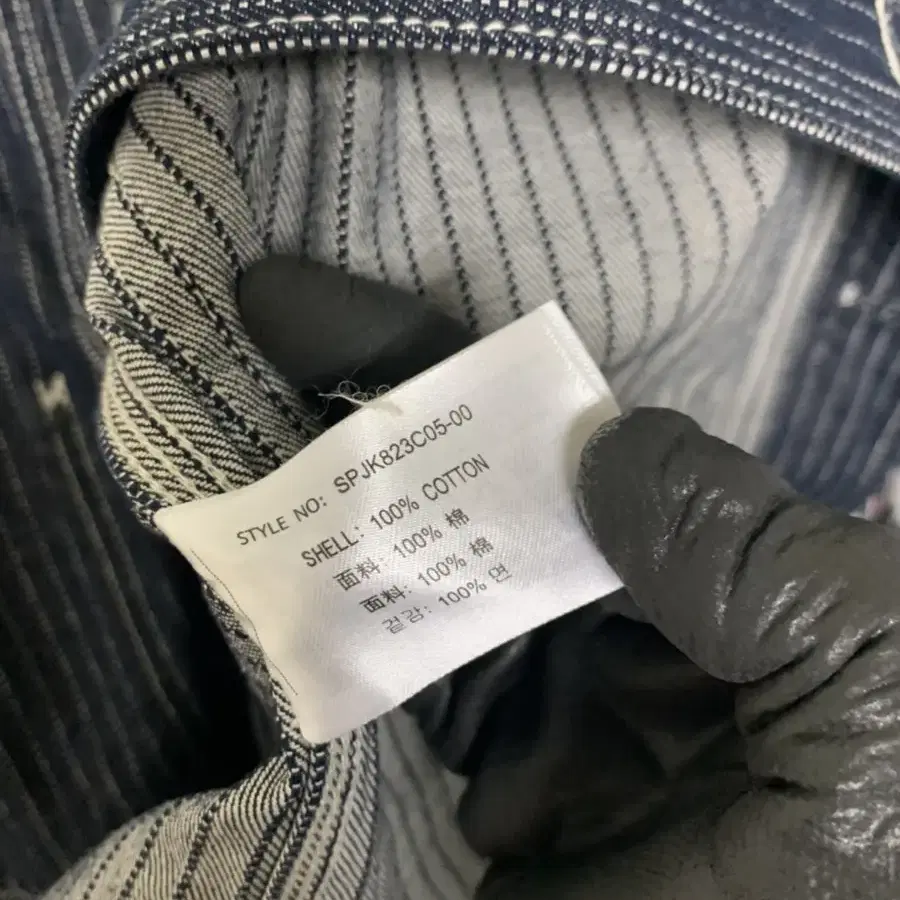 STYLE NO: SPJK823C05-00
SHELL: 100% COTTON
面料: 100% 棉
面料: 100% 棉
겉감: 100% 면